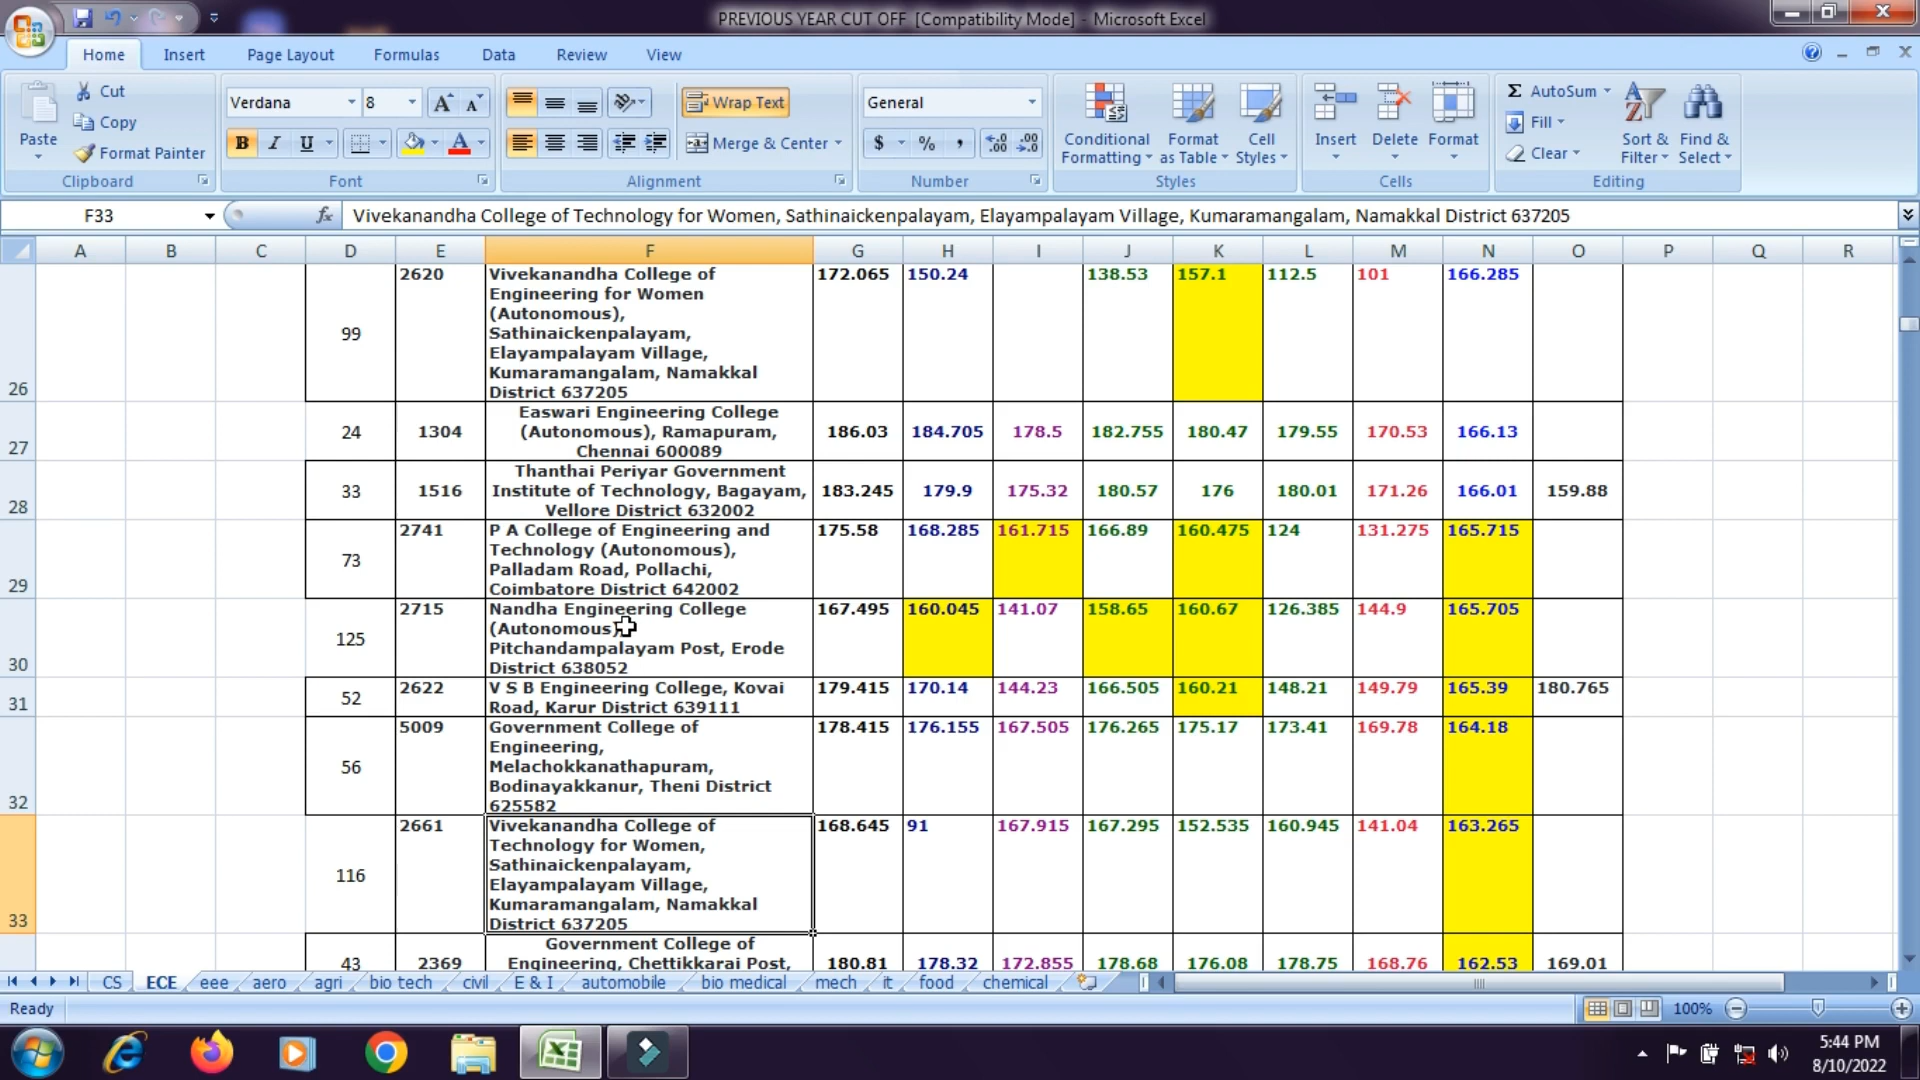 PREVIOUS YEAR CUT OFF [Compatibility Mode] - Microsoft Excel
Home Insert Page Layout Formulas Data Review View
Paste
Cut
Copy
Format Painter
Clipboard
Verdana 8
B I U
Font
Wrap Text
Merge & Center
Alignment
General
$ % ,
Number
Conditional Formatting
Format as Table
Cell Styles
Styles
Insert Delete Format
Cells
AutoSum
Fill
Clear
Sort & Filter
Find & Select
Editing
F33 fx Vivekanandha College of Technology for Women, Sathinaickenpalayam, Elayampalayam Village, Kumaramangalam, Namakkal District 637205
A B C D E F G H I J K L M N O P Q R
26 99 2620 Vivekanandha College of
Engineering for Women
(Autonomous),
Sathinaickenpalayam,
Elayampalayam Village,
Kumaramangalam, Namakkal
District 637205
172.065 150.24 138.53 157.1 112.5 101 166.285
27 24 1304 Easwari Engineering College
(Autonomous), Ramapuram,
Chennai 600089
186.03 184.705 178.5 182.755 180.47 179.55 170.53 166.13
28 33 1516 Thanthai Periyar Government
Institute of Technology, Bagayam,
Vellore District 632002
183.245 179.9 175.32 180.57 176 180.01 171.26 166.01 159.88
29 73 2741 P A College of Engineering and
Technology (Autonomous),
Palladam Road, Pollachi,
Coimbatore District 642002
175.58 168.285 161.715 166.89 160.475 124 131.275 165.715
30 125 2715 Nandha Engineering College
(Autonomous)
Pitchandampalayam Post, Erode
District 638052
167.495 160.045 141.07 158.65 160.67 126.385 144.9 165.705
31 52 2622 V S B Engineering College, Kovai
Road, Karur District 639111
179.415 170.14 144.23 166.505 160.21 148.21 149.79 165.39 180.765
32 56 5009 Government College of
Engineering,
Melachokkanathapuram,
Bodinayakkanur, Theni District
625582
178.415 176.155 167.505 176.265 175.17 173.41 169.78 164.18
33 116 2661 Vivekanandha College of
Technology for Women,
Sathinaickenpalayam,
Elayampalayam Village,
Kumaramangalam, Namakkal
District 637205
168.645 91 167.915 167.295 152.535 160.945 141.04 163.265
43 2369 Government College of
Engineering, Chettikkarai Post,
180.81 178.32 172.855 178.68 176.08 178.75 168.76 162.53 169.01
CS ECE eee aero agri bio tech civil E & I automobile bio medical mech it food chemical
Ready 100%
5:44 PM
8/10/2022